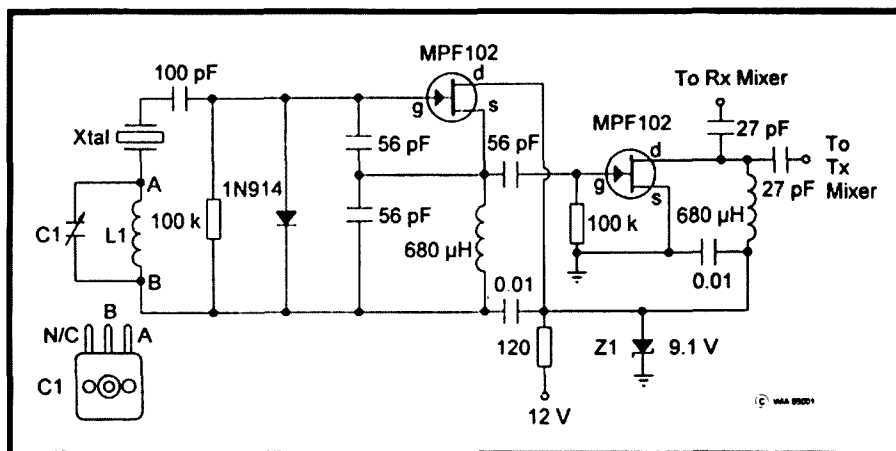 MPF102
100 pF
d
g
s
To Rx Mixer
Xtal
56 pF
56 pF
MPF102
d
27 pF
To
Tx
Mixer
27 pF
A
1N914
g
s
C1
L1
100 k
56 pF
680 µH
100 k
680 µH
0.01
B
0.01
B
N/C
A
C1
120
Z1
9.1 V
12 V